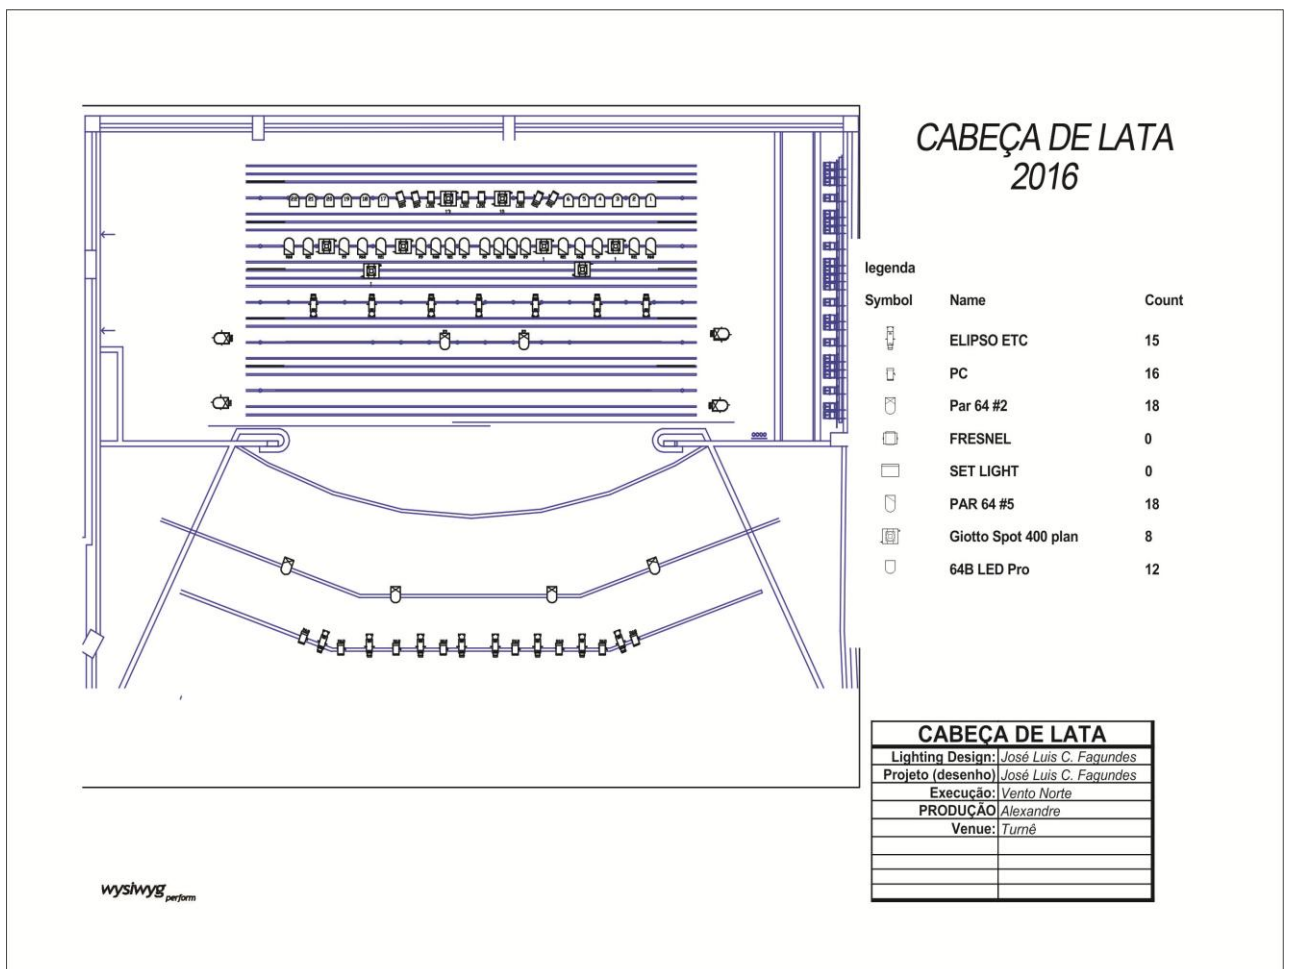 CABEÇA DE LATA
2016
legenda
Symbol Name Count
ELIPSO ETC 15
PC 16
Par 64 #2 18
FRESNEL 0
SET LIGHT 0
PAR 64 #5 18
Giotto Spot 400 plan 8
64B LED Pro 12
CABEÇA DE LATA
Lighting Design: José Luis C. Fagundes
Projeto (desenho) José Luis C. Fagundes
Execução: Vento Norte
PRODUÇÃO Alexandre
Venue: Turnê
wysiwyg
perform